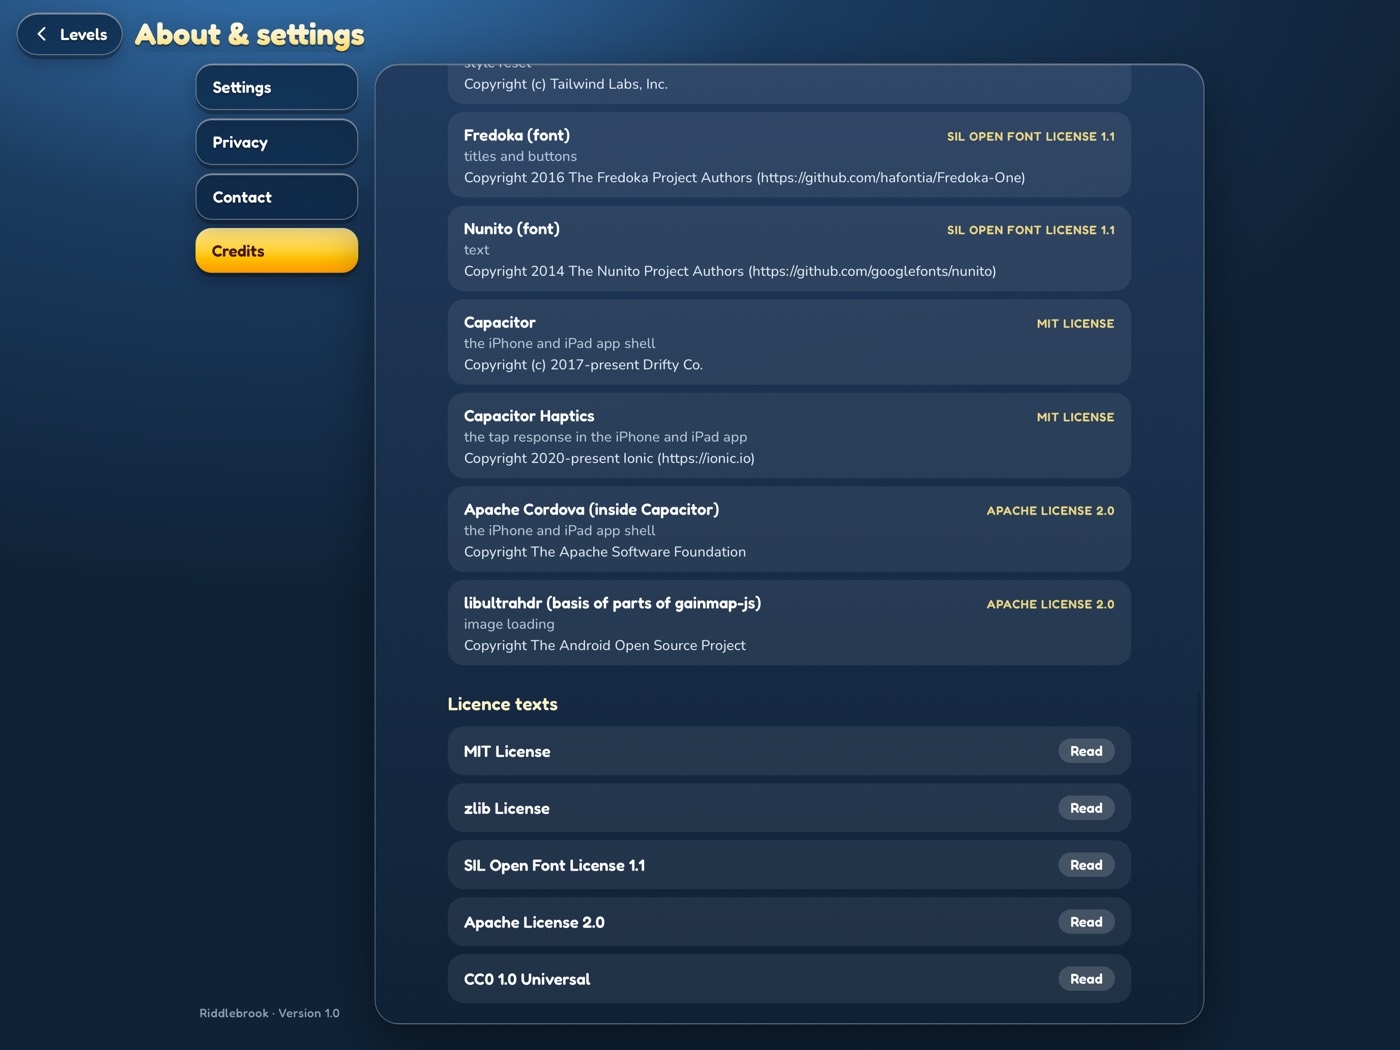 Levels
About & settings
Settings
Privacy
Contact
Credits
style reset
Copyright (c) Tailwind Labs, Inc.
Fredoka (font)
SIL OPEN FONT LICENSE 1.1
titles and buttons
Copyright 2016 The Fredoka Project Authors (https://github.com/hafontia/Fredoka-One)
Nunito (font)
SIL OPEN FONT LICENSE 1.1
text
Copyright 2014 The Nunito Project Authors (https://github.com/googlefonts/nunito)
Capacitor
MIT LICENSE
the iPhone and iPad app shell
Copyright (c) 2017-present Drifty Co.
Capacitor Haptics
MIT LICENSE
the tap response in the iPhone and iPad app
Copyright 2020-present Ionic (https://ionic.io)
Apache Cordova (inside Capacitor)
APACHE LICENSE 2.0
the iPhone and iPad app shell
Copyright The Apache Software Foundation
libultrahdr (basis of parts of gainmap-js)
APACHE LICENSE 2.0
image loading
Copyright The Android Open Source Project
Licence texts
MIT License
Read
zlib License
Read
SIL Open Font License 1.1
Read
Apache License 2.0
Read
CC0 1.0 Universal
Read
Riddlebrook · Version 1.0